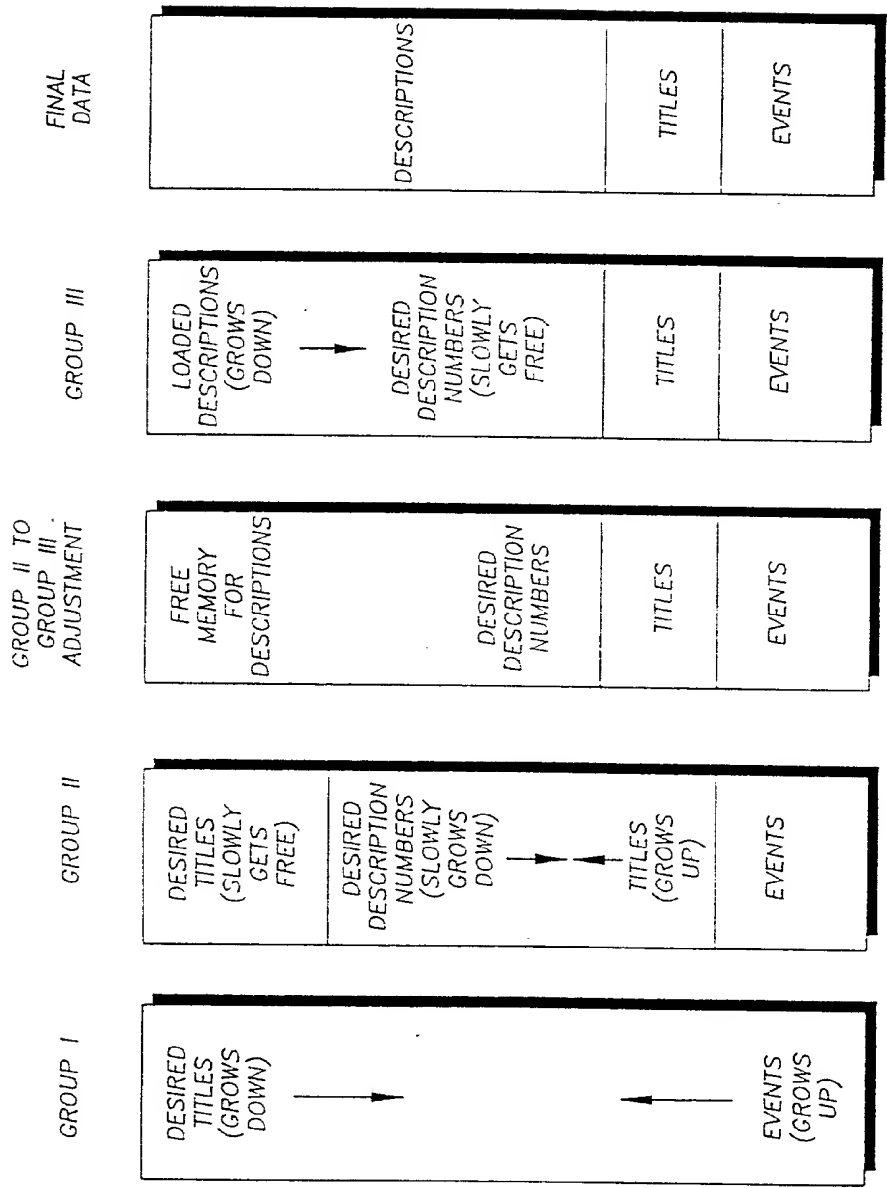 GROUP I
DESIRED
TITLES
(GROWS
DOWN)
EVENTS
(GROWS
UP)
GROUP II
DESIRED
TITLES
(SLOWLY
GETS
FREE)
DESIRED
DESCRIPTION
NUMBERS
(SLOWLY
GROWS
DOWN)
TITLES
(GROWS
UP)
EVENTS
GROUP II TO
GROUP III
ADJUSTMENT
FREE
MEMORY
FOR
DESCRIPTIONS
DESIRED
DESCRIPTION
NUMBERS
TITLES
EVENTS
GROUP III
LOADED
DESCRIPTIONS
(GROWS
DOWN)
DESIRED
DESCRIPTION
NUMBERS
(SLOWLY
GETS
FREE)
TITLES
EVENTS
FINAL
DATA
DESCRIPTIONS
TITLES
EVENTS